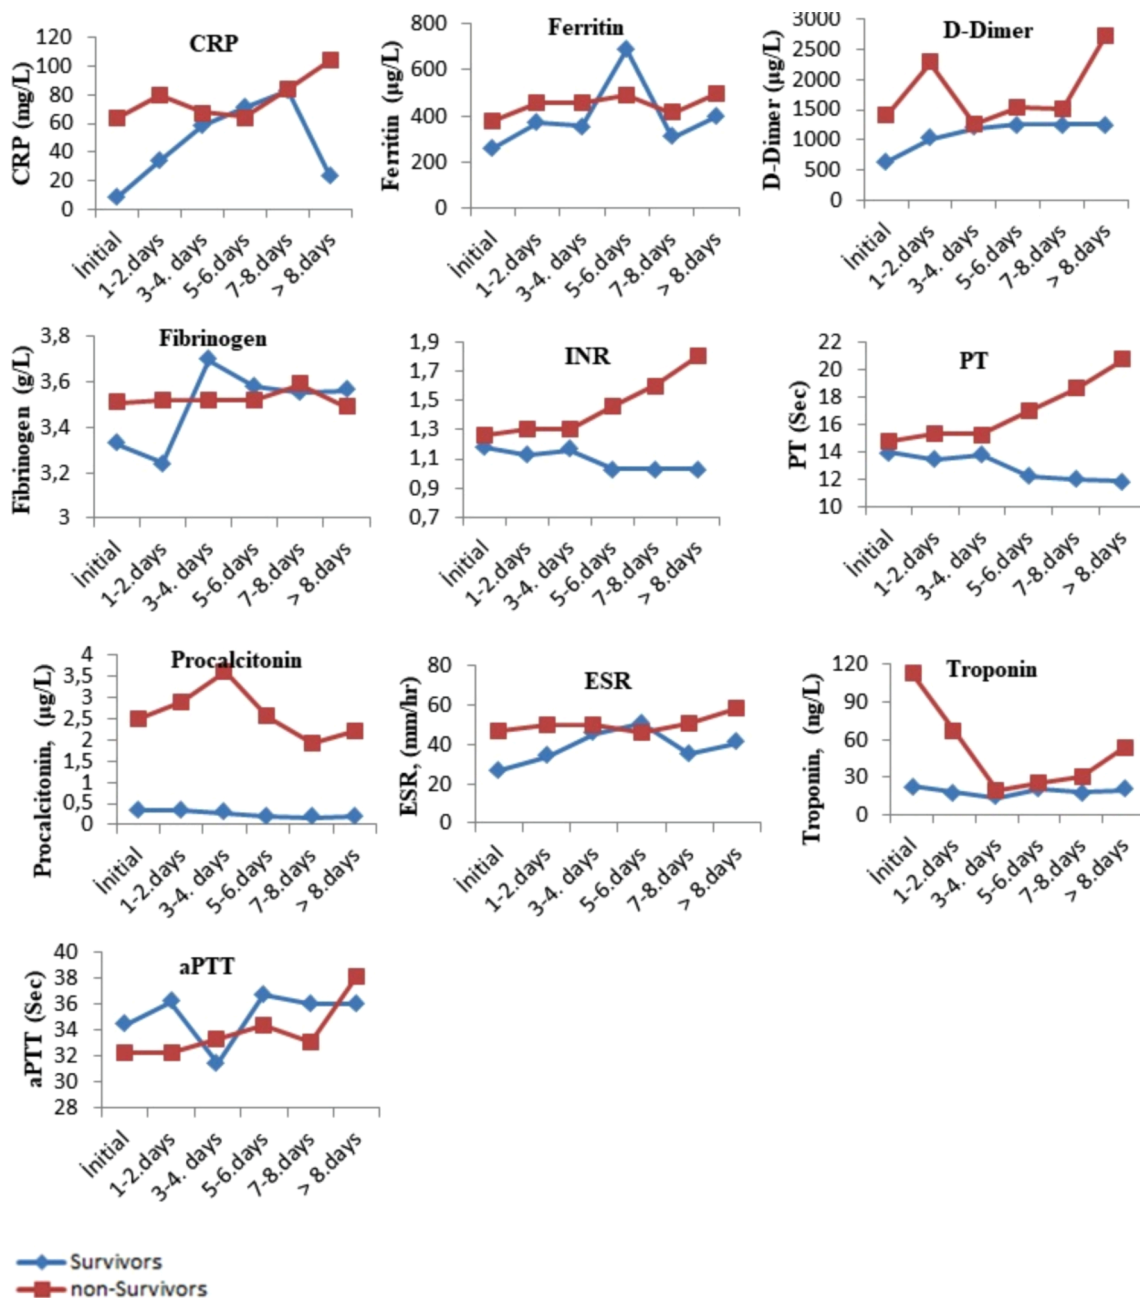 CRP
CRP (mg/L)
120
100
80
60
40
20
0
İnitial
1-2.days
3-4. days
5-6.days
7-8.days
> 8.days
Ferritin
Ferritin (µg/L)
800
600
400
200
0
İnitial
1-2.days
3-4. days
5-6.days
7-8.days
> 8.days
D-Dimer
D-Dimer (µg/L)
3000
2500
2000
1500
1000
500
0
İnitial
1-2.days
3-4. days
5-6.days
7-8.days
> 8.days
Fibrinogen
Fibrinogen (g/L)
3,8
3,6
3,4
3,2
3
İnitial
1-2.days
3-4. days
5-6.days
7-8.days
> 8.days
INR
1,9
1,7
1,5
1,3
1,1
0,9
0,7
İnitial
1-2.days
3-4. days
5-6.days
7-8.days
> 8.days
PT
PT (Sec)
22
20
18
16
14
12
10
İnitial
1-2.days
3-4. days
5-6.days
7-8.days
> 8.days
Procalcitonin
Procalcitonin, (µg/L)
4
3,5
3
2,5
2
1,5
1
0,5
0
İnitial
1-2.days
3-4. days
5-6.days
7-8.days
> 8.days
ESR
ESR, (mm/hr)
80
60
40
20
0
İnitial
1-2.days
3-4. days
5-6.days
7-8.days
> 8.days
Troponin
Troponin, (ng/L)
120
90
60
30
0
İnitial
1-2.days
3-4. days
5-6.days
7-8.days
> 8.days
aPTT
aPTT (Sec)
40
38
36
34
32
30
28
İnitial
1-2.days
3-4. days
5-6.days
7-8.days
> 8.days
Survivors
non-Survivors